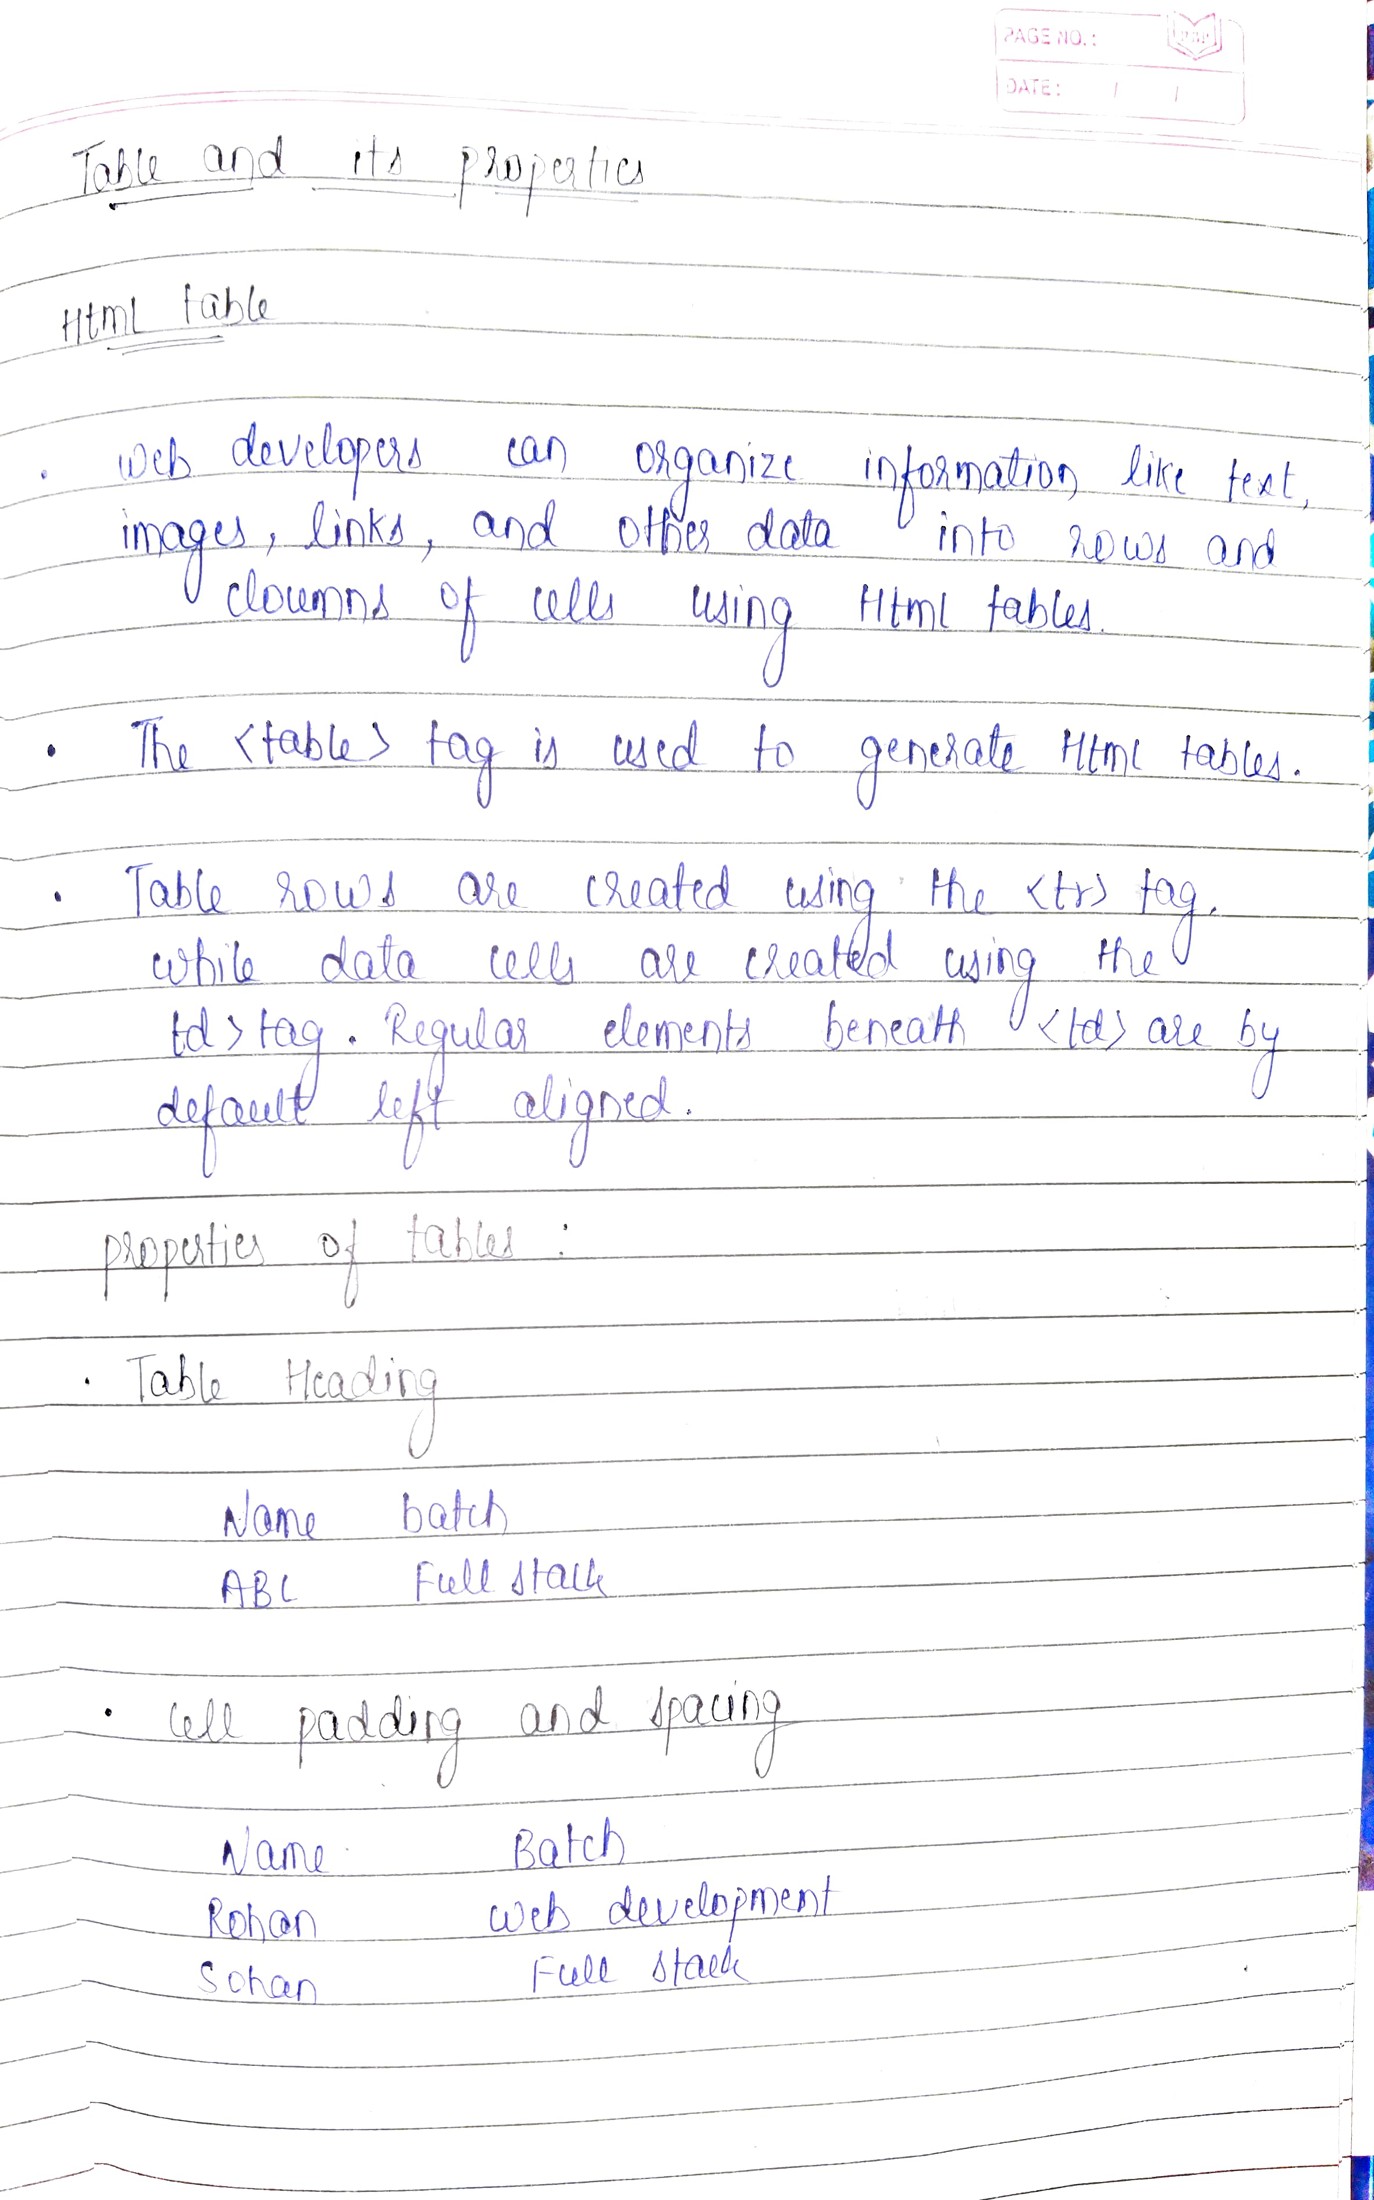 PAGE NO.:
DATE: / /
Table and its properties
Html table
• Web developers can organize information like text,
images, links, and other data into rows and
cloumns of cells using Html tables.
• The <table> tag is used to generate Html tables.
• Table rows are created using the <tr> tag.
while data cells are created using the
td> tag. Regular elements beneath <td> are by
default left aligned.
properties of tables :
• Table Heading
Name batch
ABC Full stack
• Cell padding and spacing
Name Batch
Rohan Web development
Sohan Full stack